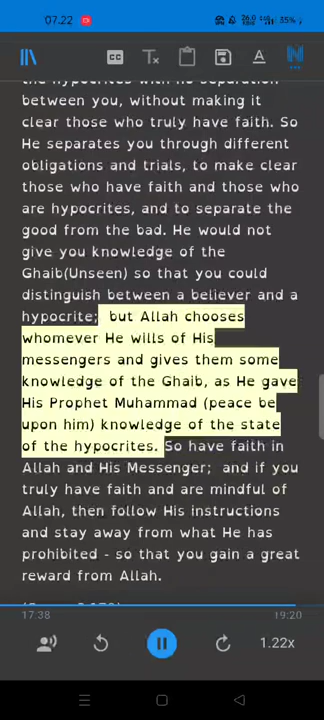 07.22
26.0
35%
CC
the hypocrites with no separation
between you, without making it
clear those who truly have faith. So
He separates you through different
obligations and trials, to make clear
those who have faith and those who
are hypocrites, and to separate the
good from the bad. He would not
give you knowledge of the
Ghaib(Unseen) so that you could
distinguish between a believer and a
hypocrite;  but Allah chooses
whomever He wills of His
messengers and gives them some
knowledge of the Ghaib, as He gave
His Prophet Muhammad (peace be
upon him) knowledge of the state
of the hypocrites. So have faith in
Allah and His Messenger;  and if you
truly have faith and are mindful of
Allah, then follow His instructions
and stay away from what He has
prohibited - so that you gain a great
reward from Allah.
17:38
19:20
1.22x